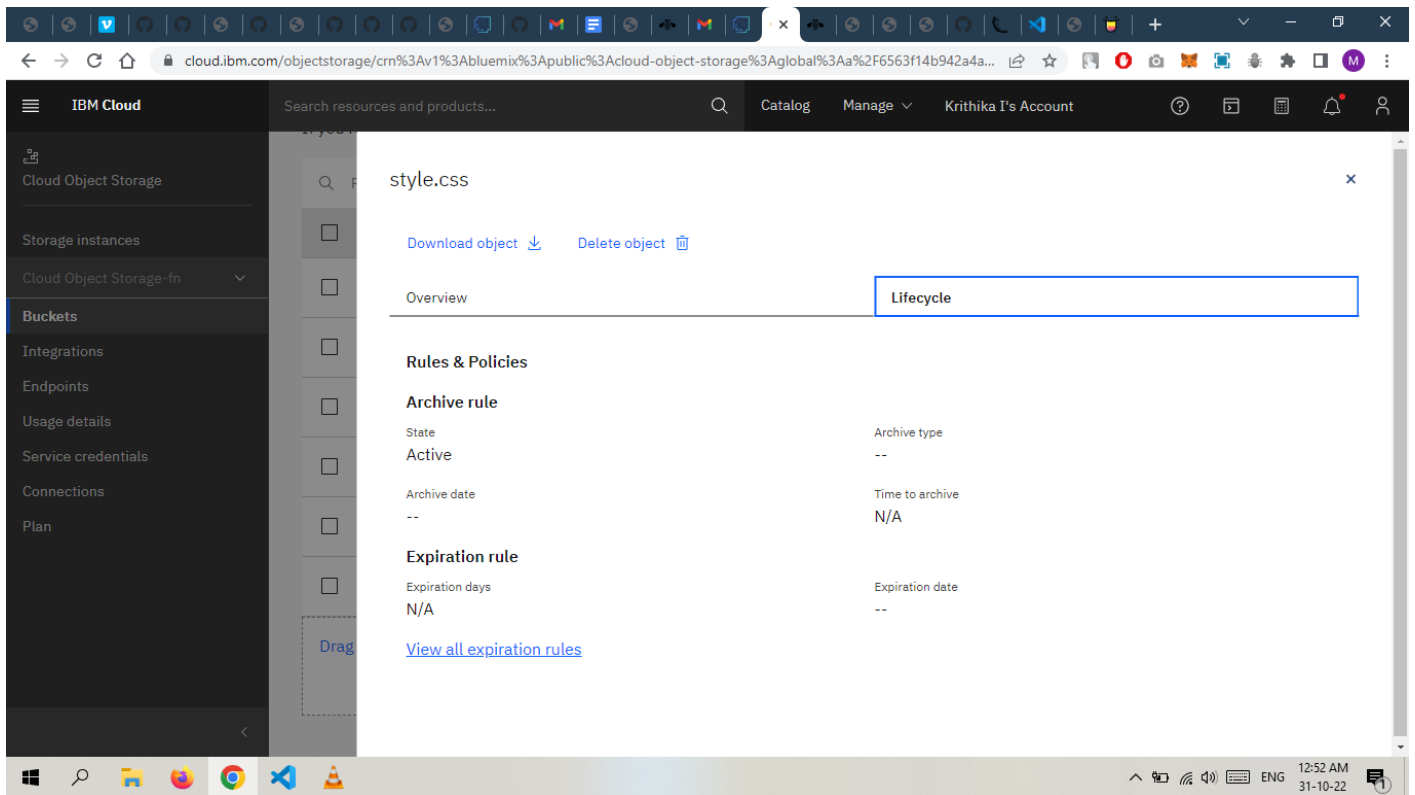 cloud.ibm.com/objectstorage/crn%3Av1%3Abluemix%3Apublic%3Acloud-object-storage%3Aglobal%3Aa%2F6563f14b942a4a...
M
IBM Cloud
Search resources and products...
Catalog
Manage
Krithika I's Account
Cloud Object Storage
Storage instances
Cloud Object Storage-fn
Buckets
Integrations
Endpoints
Usage details
Service credentials
Connections
Plan
Drag
style.css
Download object
Delete object
Overview
Lifecycle
Rules & Policies
Archive rule
State
Archive type
Active
--
Archive date
Time to archive
--
N/A
Expiration rule
Expiration days
Expiration date
N/A
--
View all expiration rules
ENG
12:52 AM
31-10-22
1